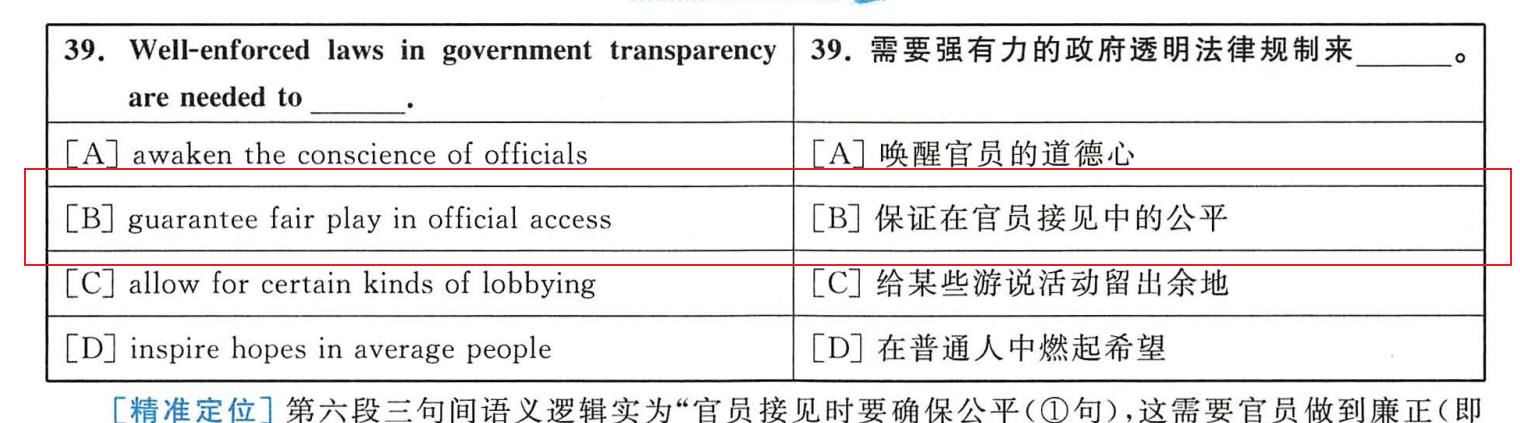 39. Well-enforced laws in government transparency
are needed to ______.
39. 需要强有力的政府透明法律规制来______。
[A] awaken the conscience of officials
[A] 唤醒官员的道德心
[B] guarantee fair play in official access
[B] 保证在官员接见中的公平
[C] allow for certain kinds of lobbying
[C] 给某些游说活动留出余地
[D] inspire hopes in average people
[D] 在普通人中燃起希望
[精准定位] 第六段三句间语义逻辑实为“官员接见时要确保公平(①句),这需要官员做到廉正(即